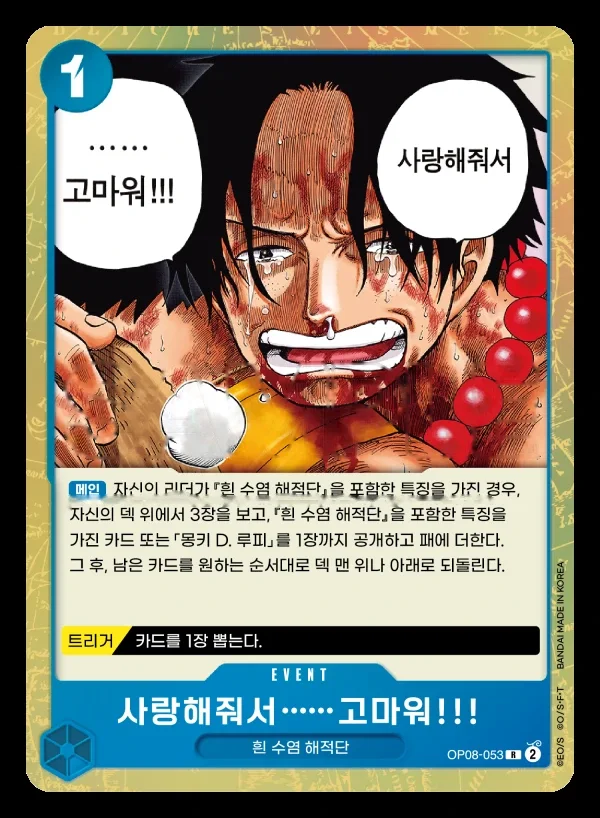 1
……
고마워!!!
사랑해줘서
메인 자신의 리더가 『흰 수염 해적단』을 포함한 특징을 가진 경우,
자신의 덱 위에서 3장을 보고, 『흰 수염 해적단』을 포함한 특징을
가진 카드 또는 「몽키 D. 루피」를 1장까지 공개하고 패에 더한다.
그 후, 남은 카드를 원하는 순서대로 덱 맨 위나 아래로 되돌린다.
트리거 카드를 1장 뽑는다.
EVENT
사랑해줘서……고마워!!!
흰 수염 해적단
OP08-053 R 2
©EO/S ©O/S·F·T BANDAI MADE IN KOREA